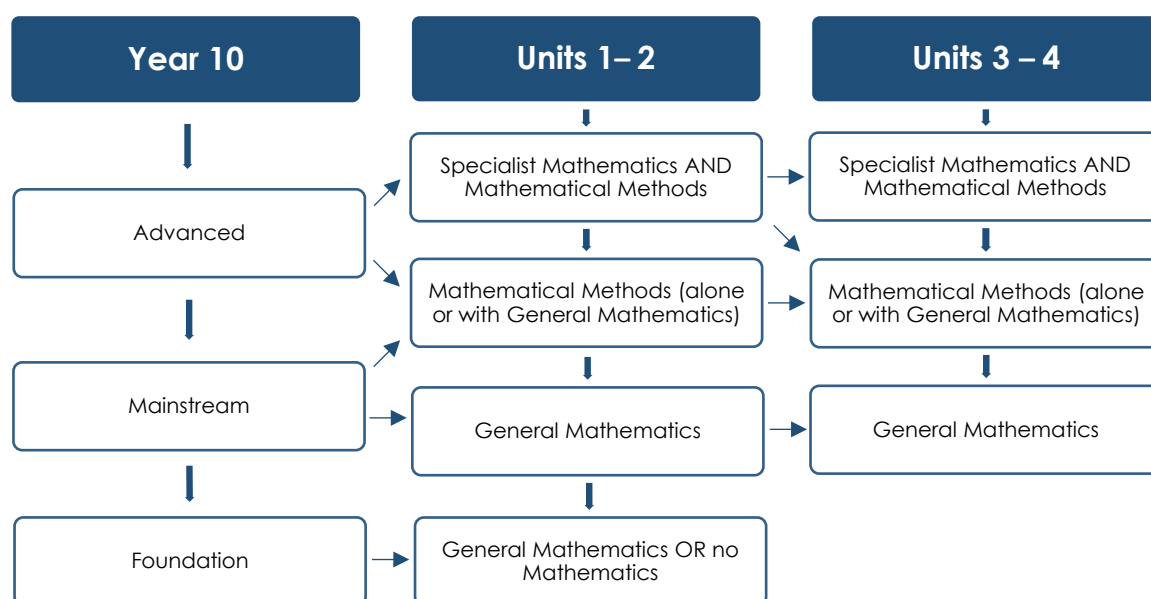 Year 10
Units 1– 2
Units 3 – 4
Advanced
Mainstream
Foundation
Specialist Mathematics AND
Mathematical Methods
Mathematical Methods (alone
or with General Mathematics)
General Mathematics
General Mathematics OR no
Mathematics
Specialist Mathematics AND
Mathematical Methods
Mathematical Methods (alone
or with General Mathematics)
General Mathematics